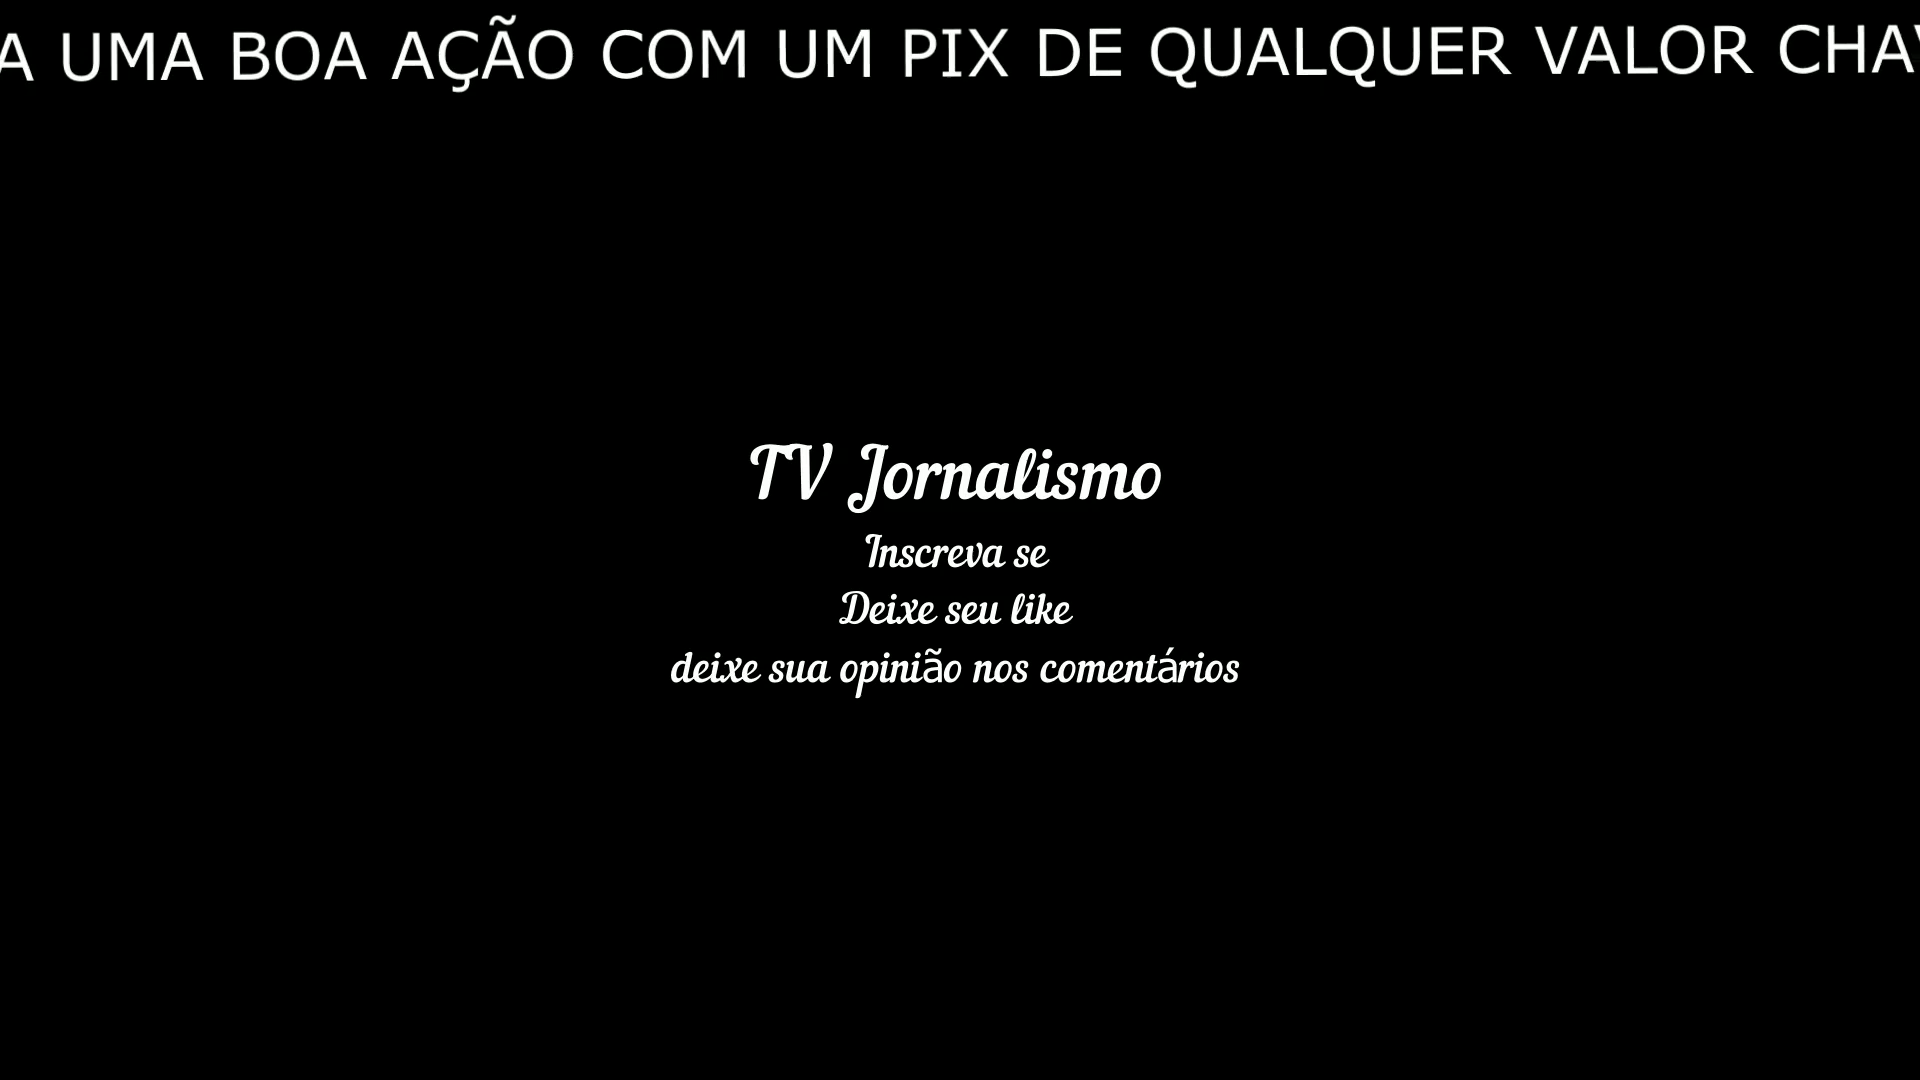 A UMA BOA AÇÃO COM UM PIX DE QUALQUER VALOR CHA
TV Jornalismo
Inscreva se
Deixe seu like
deixe sua opinião nos comentários